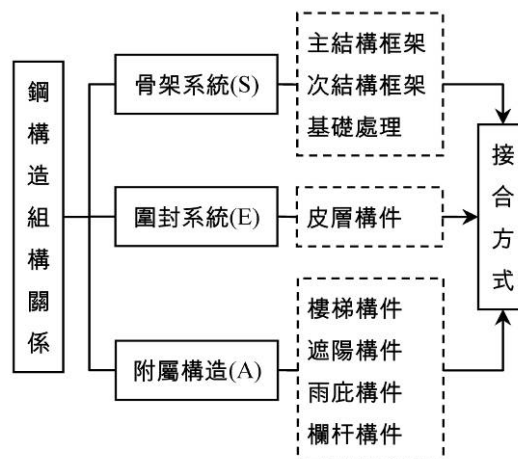 鋼構造組構關係
骨架系統(S)
主結構框架
次結構框架
基礎處理
圍封系統(E)
皮層構件
附屬構造(A)
樓梯構件
遮陽構件
雨庇構件
欄杆構件
接合方式